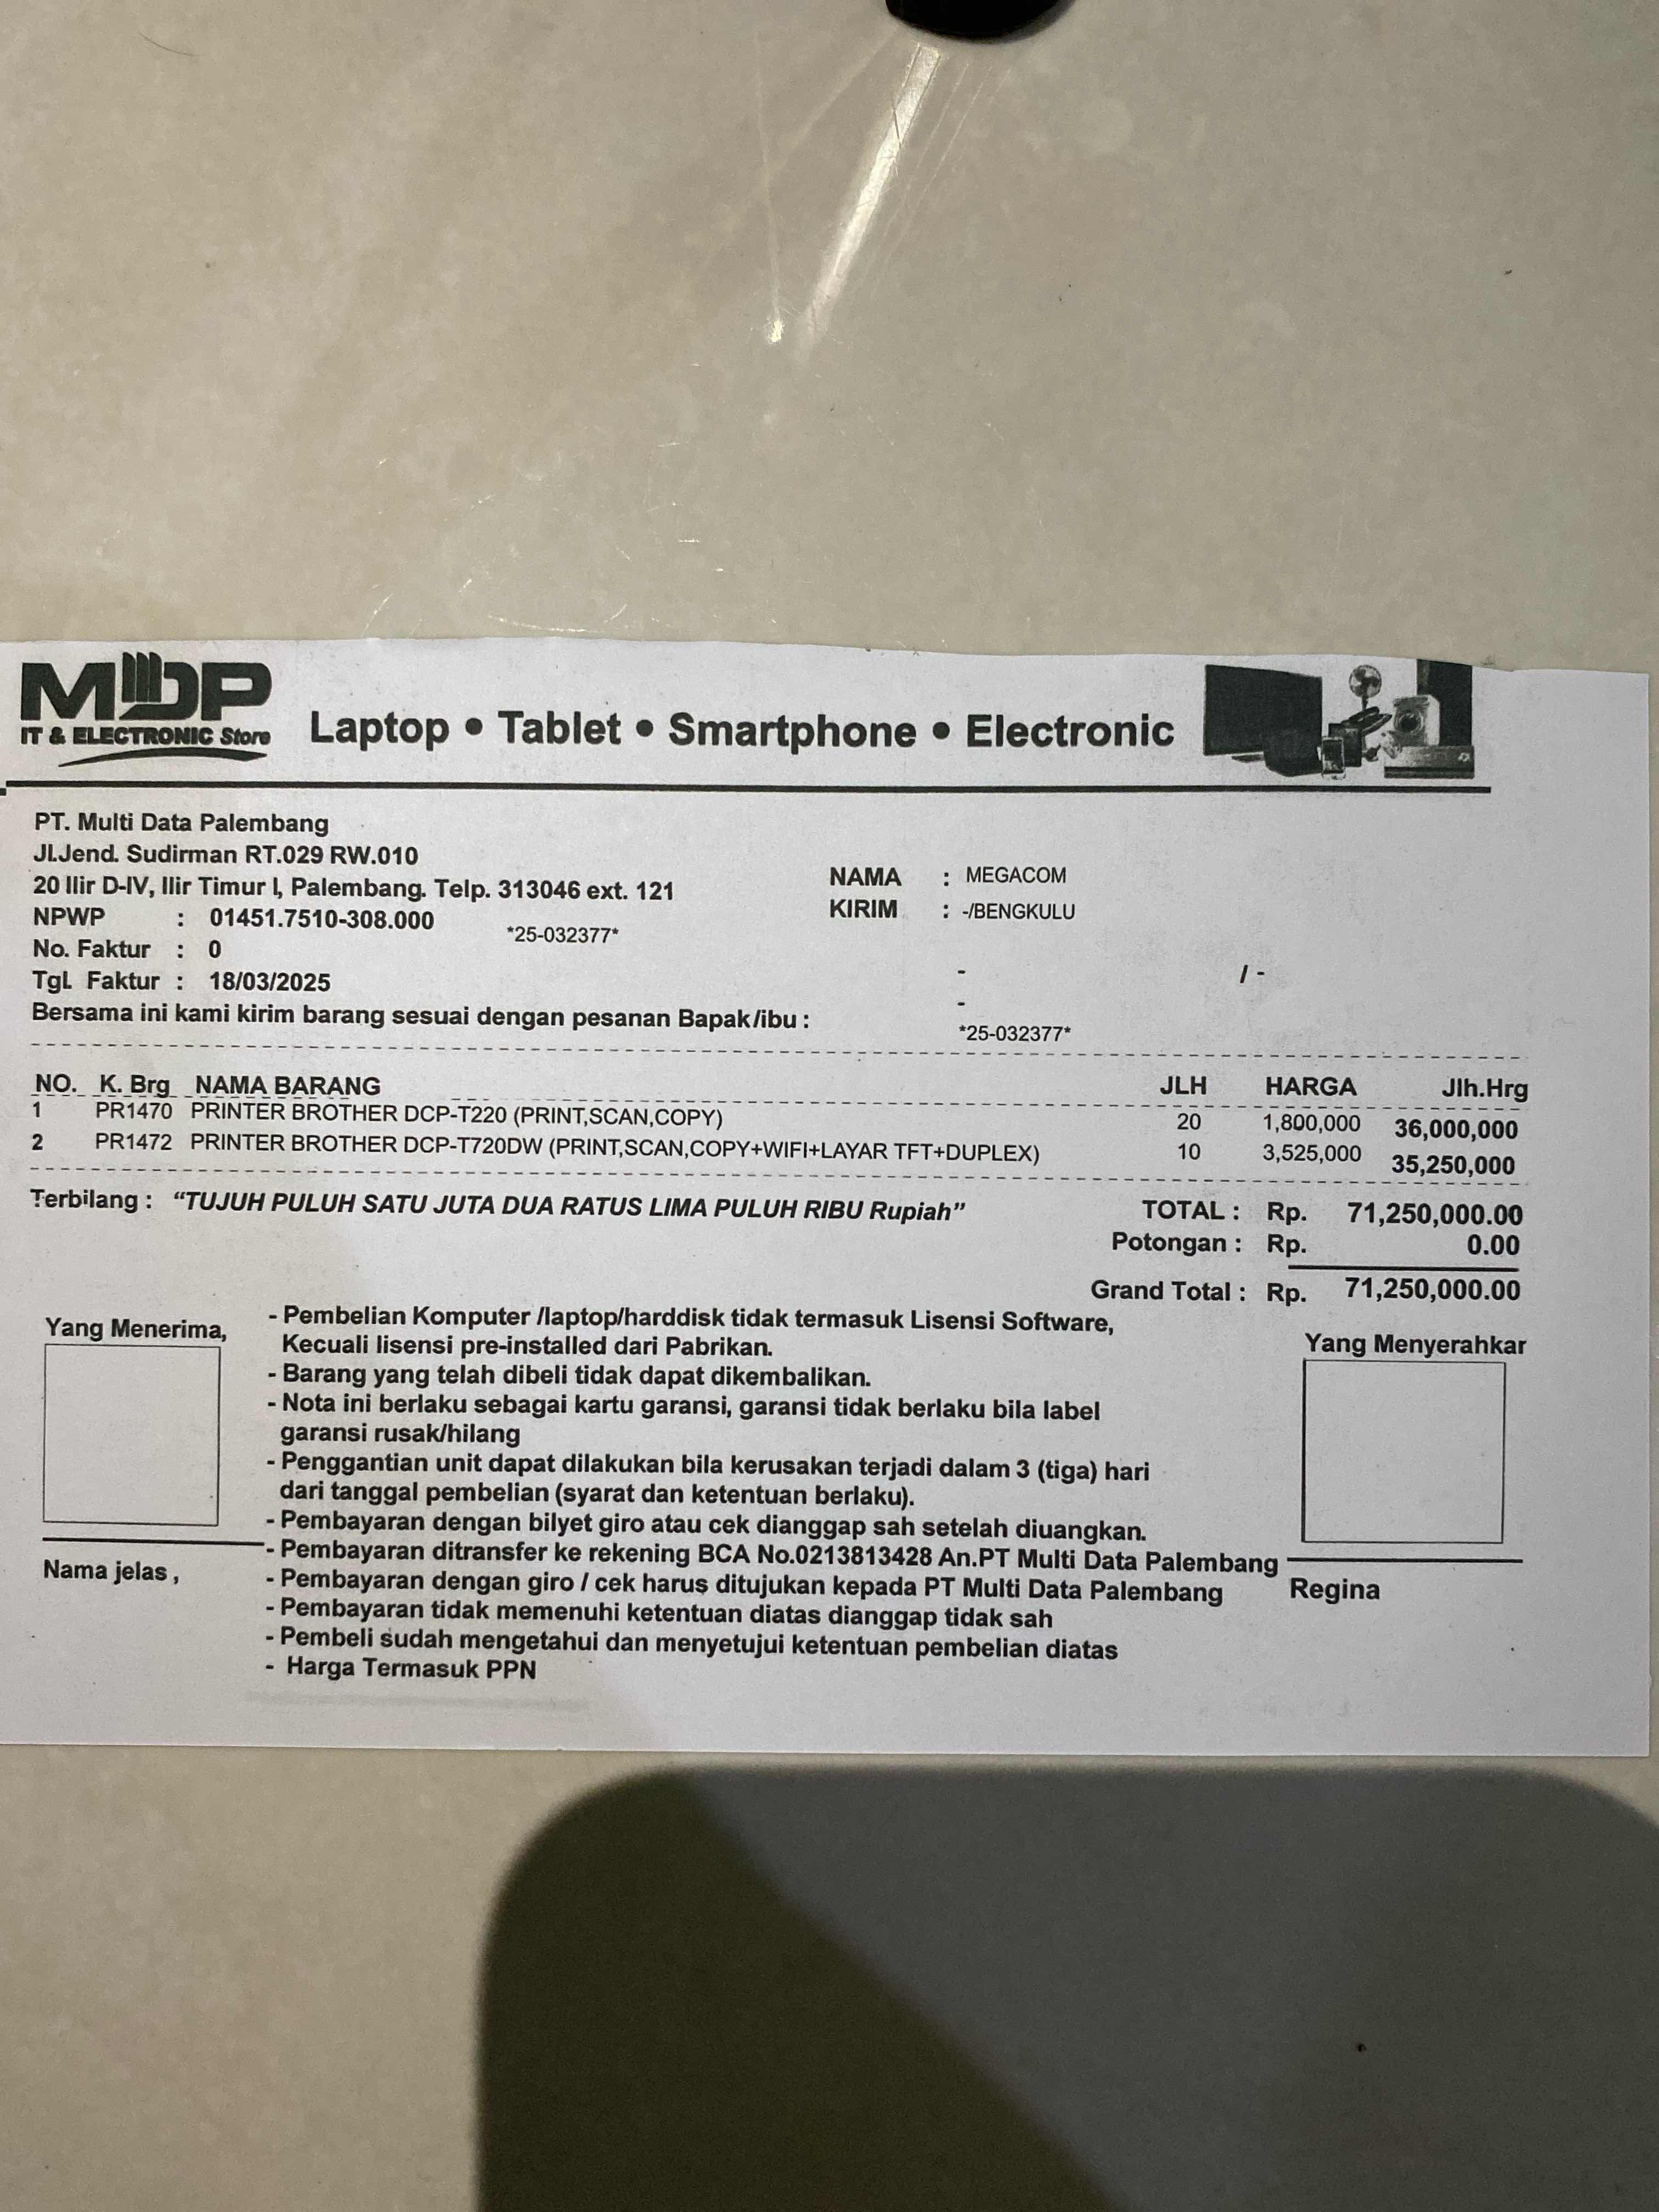 MDP
IT & ELECTRONIC Store
Laptop • Tablet • Smartphone • Electronic
PT. Multi Data Palembang
Jl.Jend. Sudirman RT.029 RW.010
20 Ilir D-IV, Ilir Timur I, Palembang. Telp. 313046 ext. 121
NPWP : 01451.7510-308.000
*25-032377*
No. Faktur : 0
Tgl. Faktur : 18/03/2025
Bersama ini kami kirim barang sesuai dengan pesanan Bapak/ibu :
NAMA : MEGACOM
KIRIM : -/BENGKULU
- / -
-
*25-032377*
NO. K. Brg NAMA BARANG JLH HARGA Jlh.Hrg
1 PR1470 PRINTER BROTHER DCP-T220 (PRINT,SCAN,COPY) 20 1,800,000 36,000,000
2 PR1472 PRINTER BROTHER DCP-T720DW (PRINT,SCAN,COPY+WIFI+LAYAR TFT+DUPLEX) 10 3,525,000 35,250,000
Terbilang : “TUJUH PULUH SATU JUTA DUA RATUS LIMA PULUH RIBU Rupiah”
TOTAL : Rp. 71,250,000.00
Potongan : Rp. 0.00
Grand Total : Rp. 71,250,000.00
Yang Menerima,
Nama jelas ,
- Pembelian Komputer /laptop/harddisk tidak termasuk Lisensi Software,
Kecuali lisensi pre-installed dari Pabrikan.
- Barang yang telah dibeli tidak dapat dikembalikan.
- Nota ini berlaku sebagai kartu garansi, garansi tidak berlaku bila label
garansi rusak/hilang
- Penggantian unit dapat dilakukan bila kerusakan terjadi dalam 3 (tiga) hari
dari tanggal pembelian (syarat dan ketentuan berlaku).
- Pembayaran dengan bilyet giro atau cek dianggap sah setelah diuangkan.
- Pembayaran ditransfer ke rekening BCA No.0213813428 An.PT Multi Data Palembang
- Pembayaran dengan giro / cek harus ditujukan kepada PT Multi Data Palembang
- Pembayaran tidak memenuhi ketentuan diatas dianggap tidak sah
- Pembeli sudah mengetahui dan menyetujui ketentuan pembelian diatas
- Harga Termasuk PPN
Yang Menyerahkar
Regina